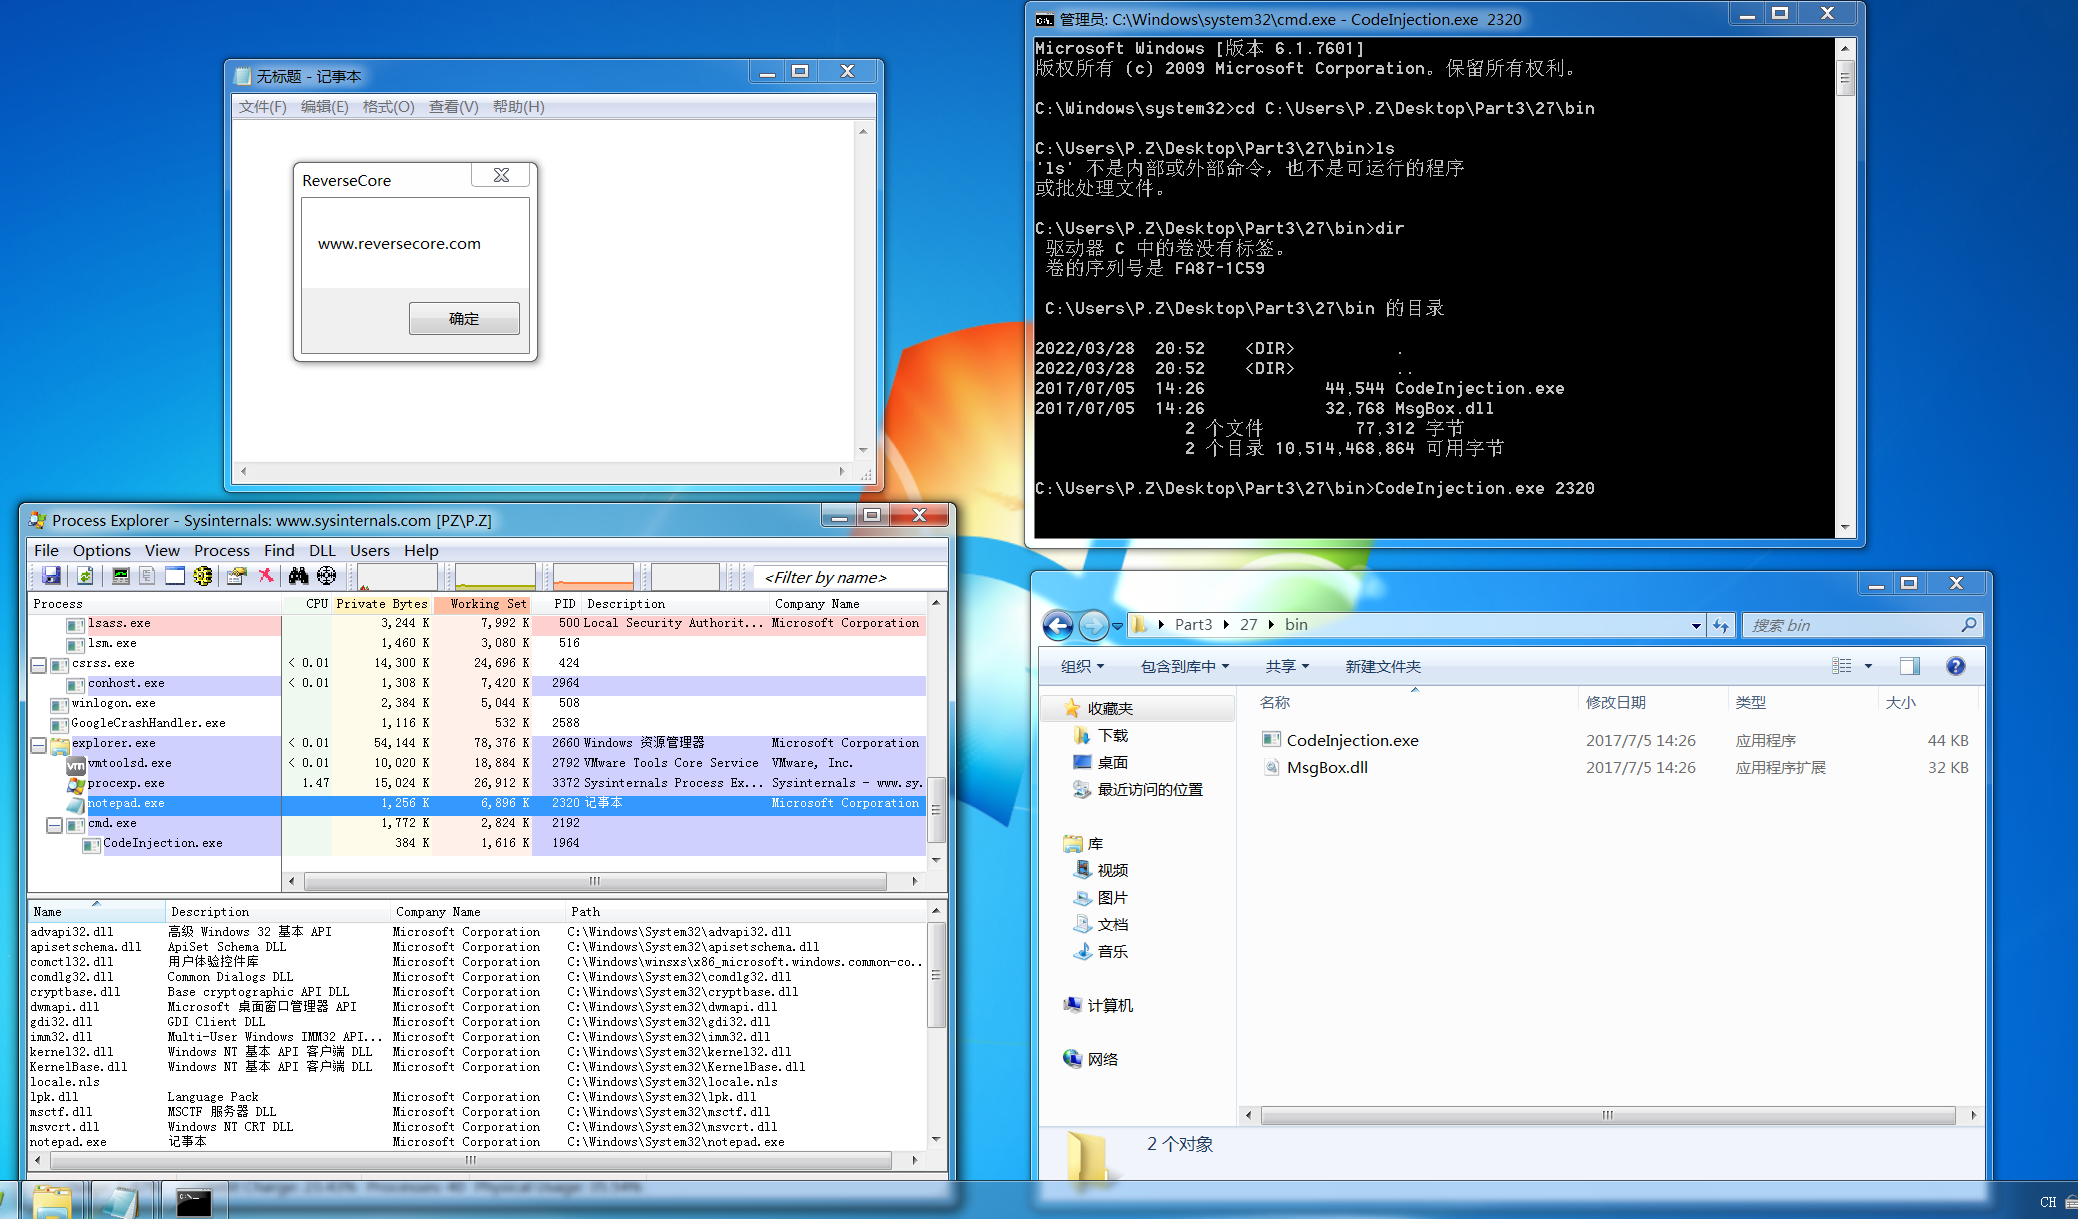 无标题 - 记事本
文件(F) 编辑(E) 格式(O) 查看(V) 帮助(H)
ReverseCore
www.reversecore.com
确定
管理员: C:\Windows\system32\cmd.exe - CodeInjection.exe 2320
Microsoft Windows [版本 6.1.7601]
版权所有 (c) 2009 Microsoft Corporation。保留所有权利。
C:\Windows\system32>cd C:\Users\P.Z\Desktop\Part3\27\bin
C:\Users\P.Z\Desktop\Part3\27\bin>ls
'ls' 不是内部或外部命令，也不是可运行的程序
或批处理文件。
C:\Users\P.Z\Desktop\Part3\27\bin>dir
驱动器 C 中的卷没有标签。
卷的序列号是 FA87-1C59
C:\Users\P.Z\Desktop\Part3\27\bin 的目录
2022/03/28 20:52 <DIR> .
2022/03/28 20:52 <DIR> ..
2017/07/05 14:26 44,544 CodeInjection.exe
2017/07/05 14:26 32,768 MsgBox.dll
2 个文件 77,312 字节
2 个目录 10,514,468,864 可用字节
C:\Users\P.Z\Desktop\Part3\27\bin>CodeInjection.exe 2320
Process Explorer - Sysinternals: www.sysinternals.com [PZ\P.Z]
File Options View Process Find DLL Users Help
<Filter by name>
Process CPU Private Bytes Working Set PID Description Company Name
lsass.exe 3,244 K 7,992 K 500 Local Security Authorit... Microsoft Corporation
lsm.exe 1,460 K 3,080 K 516
csrss.exe < 0.01 14,300 K 24,696 K 424
conhost.exe < 0.01 1,308 K 7,420 K 2964
winlogon.exe 2,384 K 5,044 K 508
GoogleCrashHandler.exe 1,116 K 532 K 2588
explorer.exe < 0.01 54,144 K 78,376 K 2660 Windows 资源管理器 Microsoft Corporation
vmtoolsd.exe < 0.01 10,020 K 18,884 K 2792 VMware Tools Core Service VMware, Inc.
procexp.exe 1.47 15,024 K 26,912 K 3372 Sysinternals Process Ex... Sysinternals - www.sy.
notepad.exe 1,256 K 6,896 K 2320 记事本 Microsoft Corporation
cmd.exe 1,772 K 2,824 K 2192
CodeInjection.exe 384 K 1,616 K 1964
Name Description Company Name Path
advapi32.dll 高级 Windows 32 基本 API Microsoft Corporation C:\Windows\System32\advapi32.dll
apisetschema.dll ApiSet Schema DLL Microsoft Corporation C:\Windows\System32\apisetschema.dll
comctl32.dll 用户体验控件库 Microsoft Corporation C:\Windows\winsxs\x86_microsoft.windows.common-co..
comdlg32.dll Common Dialogs DLL Microsoft Corporation C:\Windows\System32\comdlg32.dll
cryptbase.dll Base cryptographic API DLL Microsoft Corporation C:\Windows\System32\cryptbase.dll
dwmapi.dll Microsoft 桌面窗口管理器 API Microsoft Corporation C:\Windows\System32\dwmapi.dll
gdi32.dll GDI Client DLL Microsoft Corporation C:\Windows\System32\gdi32.dll
imm32.dll Multi-User Windows IMM32 API... Microsoft Corporation C:\Windows\System32\imm32.dll
kernel32.dll Windows NT 基本 API 客户端 DLL Microsoft Corporation C:\Windows\System32\kernel32.dll
KernelBase.dll Windows NT 基本 API 客户端 DLL Microsoft Corporation C:\Windows\System32\KernelBase.dll
locale.nls C:\Windows\System32\locale.nls
lpk.dll Language Pack Microsoft Corporation C:\Windows\System32\lpk.dll
msctf.dll MSCTF 服务器 DLL Microsoft Corporation C:\Windows\System32\msctf.dll
msvcrt.dll Windows NT CRT DLL Microsoft Corporation C:\Windows\System32\msvcrt.dll
notepad.exe 记事本 Microsoft Corporation C:\Windows\System32\notepad.exe
Part3 27 bin
搜索 bin
组织 包含到库中 共享 新建文件夹
名称 修改日期 类型 大小
CodeInjection.exe 2017/7/5 14:26 应用程序 44 KB
MsgBox.dll 2017/7/5 14:26 应用程序扩展 32 KB
收藏夹
下载
桌面
最近访问的位置
库
视频
图片
文档
音乐
计算机
网络
2 个对象
CH